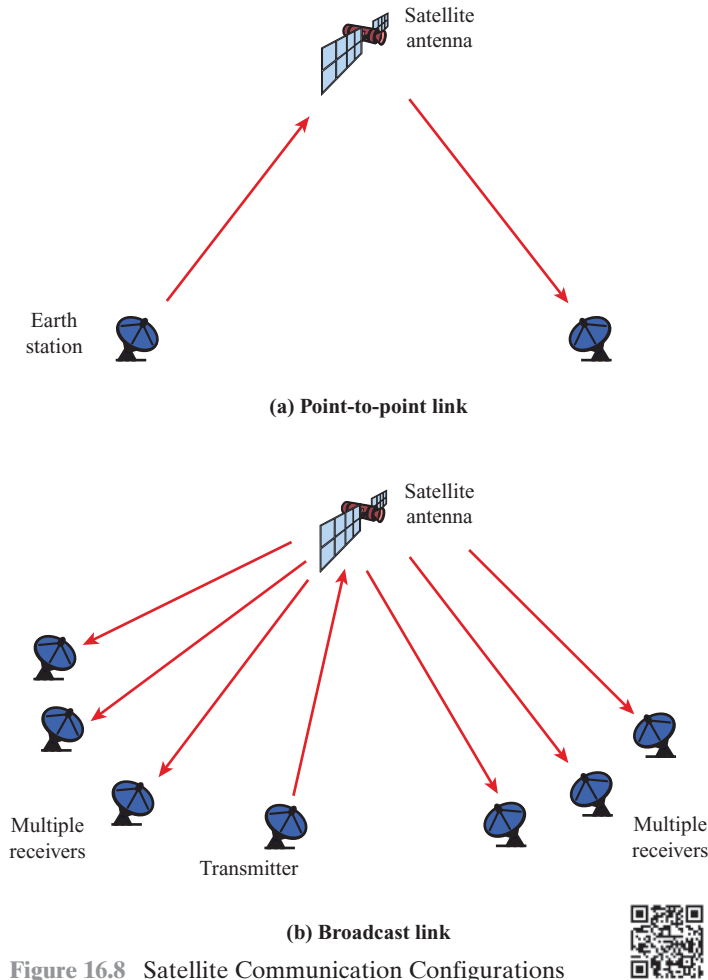 Satellite
antenna
Earth
station
(a) Point-to-point link
Satellite
antenna
Multiple
receivers
Transmitter
Multiple
receivers
(b) Broadcast link
Figure 16.8 Satellite Communication Configurations